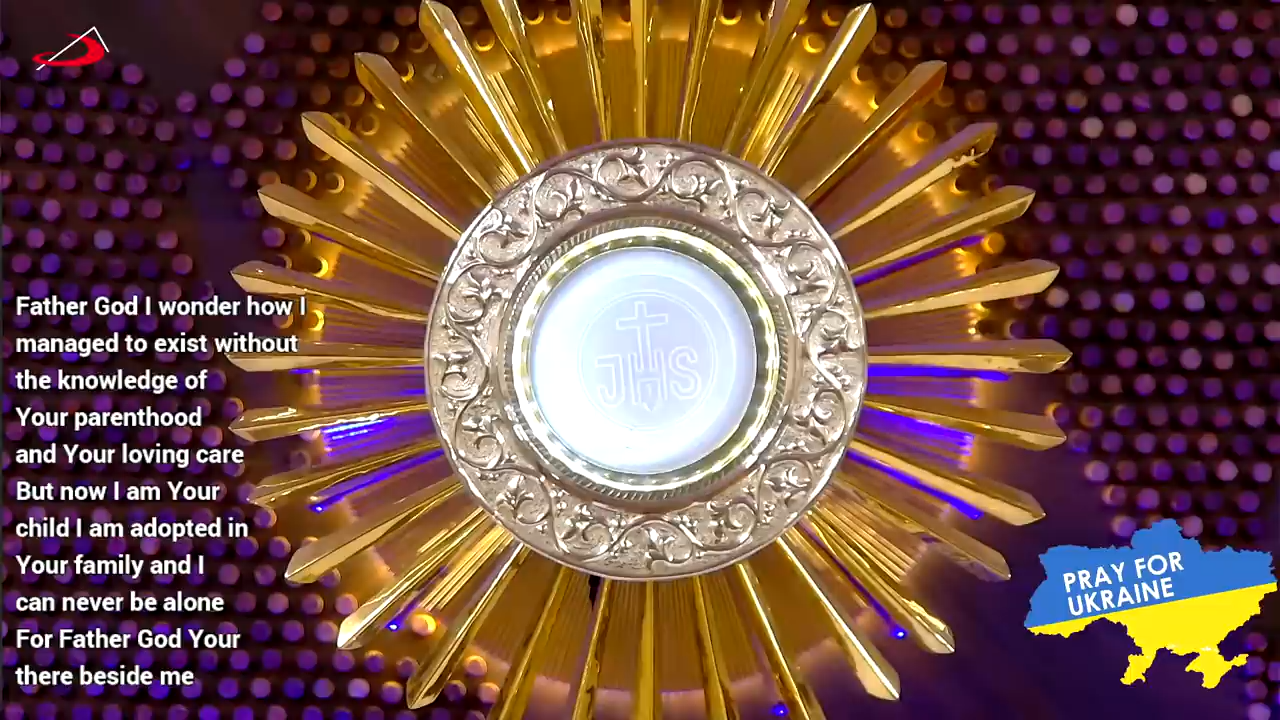 Father God I wonder how I
managed to exist without
the knowledge of
Your parenthood
and Your loving care
But now I am Your
child I am adopted in
Your family and I
can never be alone
For Father God Your
there beside me
JHS
PRAY FOR
UKRAINE